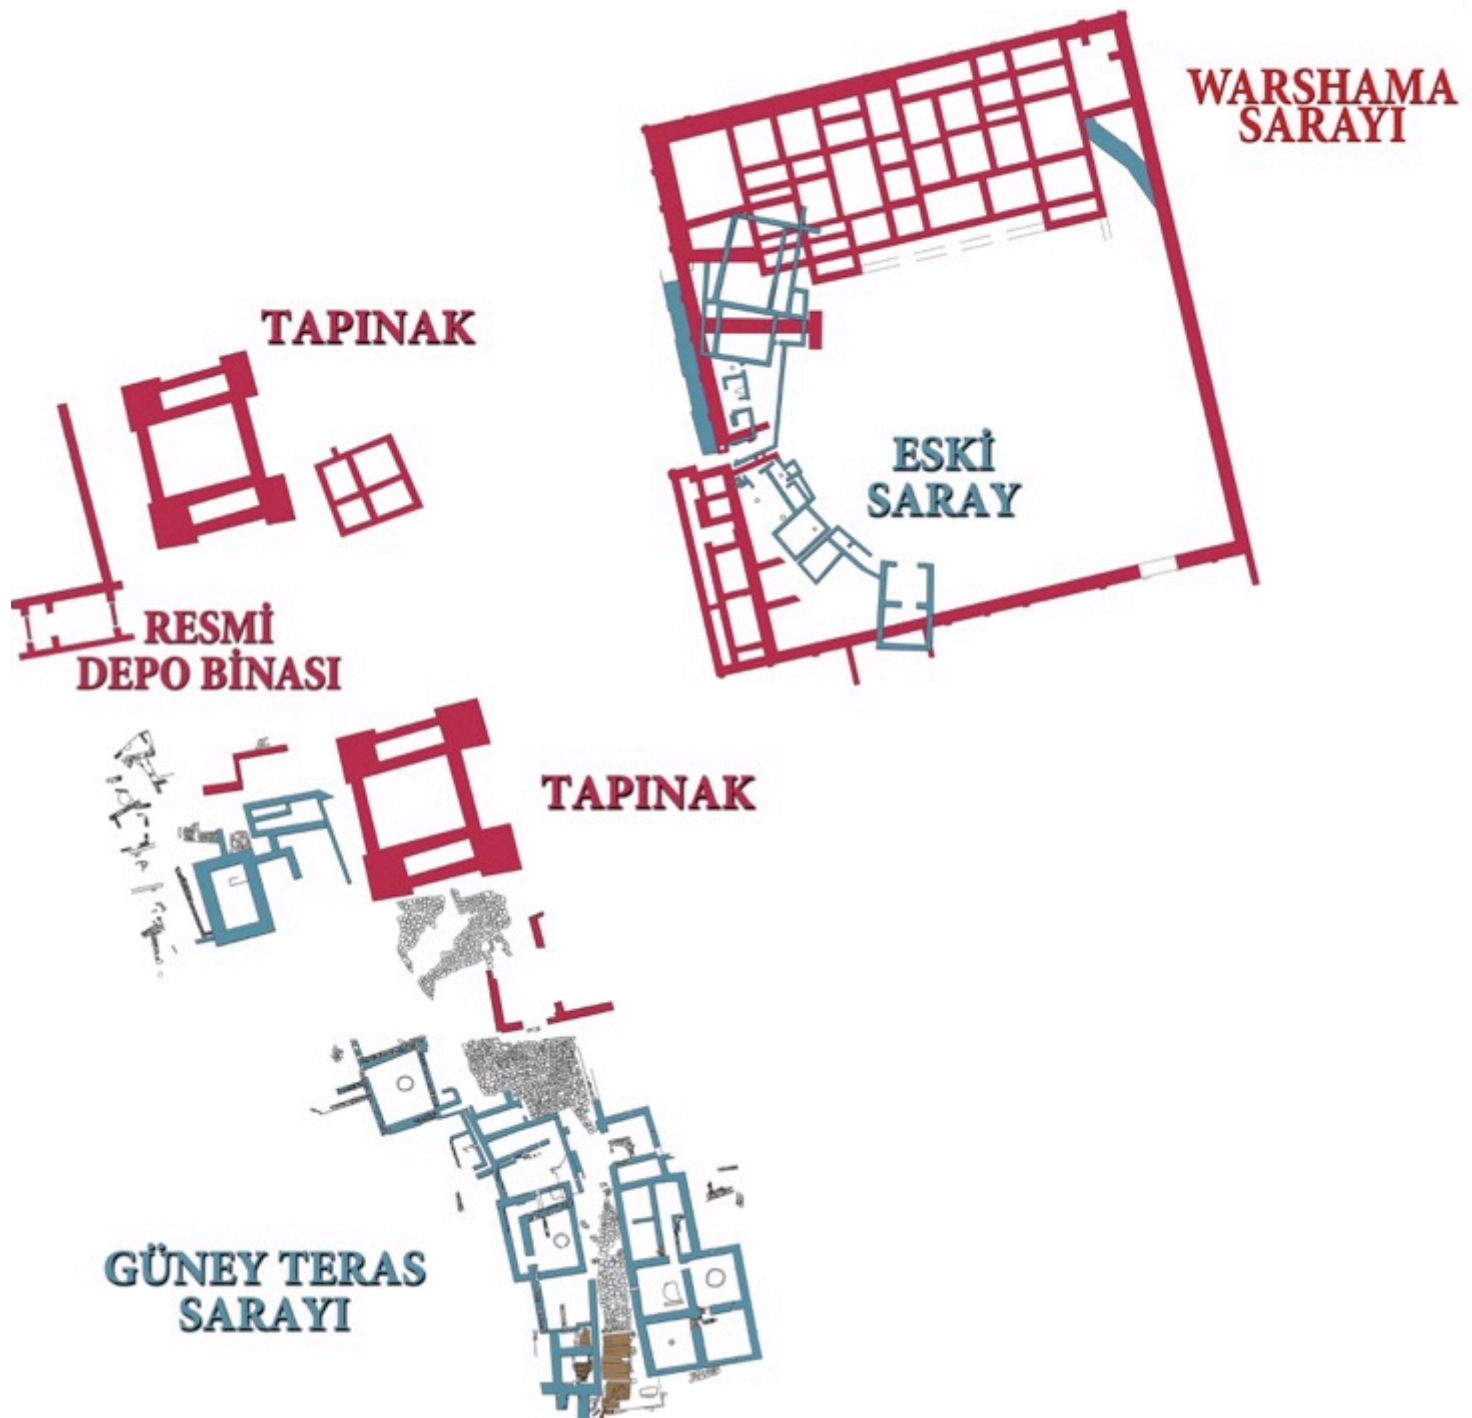 WARSHAMA
SARAYI
TAPINAK
ESKİ
SARAY
RESMİ
DEPO BİNASI
TAPINAK
GÜNEY TERAS
SARAYI